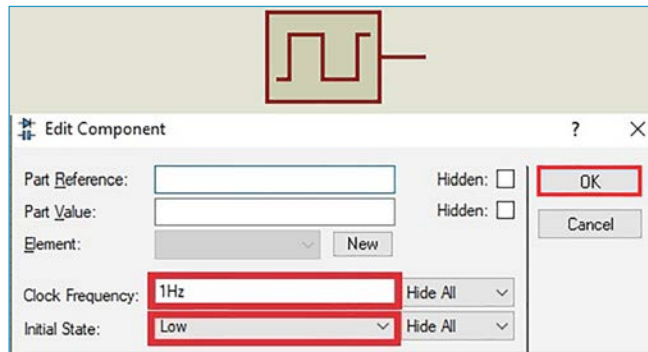 Edit Component ?
Part Reference: Hidden: OK
Part Value: Hidden: Cancel
Element: New
Clock Frequency: 1Hz Hide All
Initial State: Low Hide All